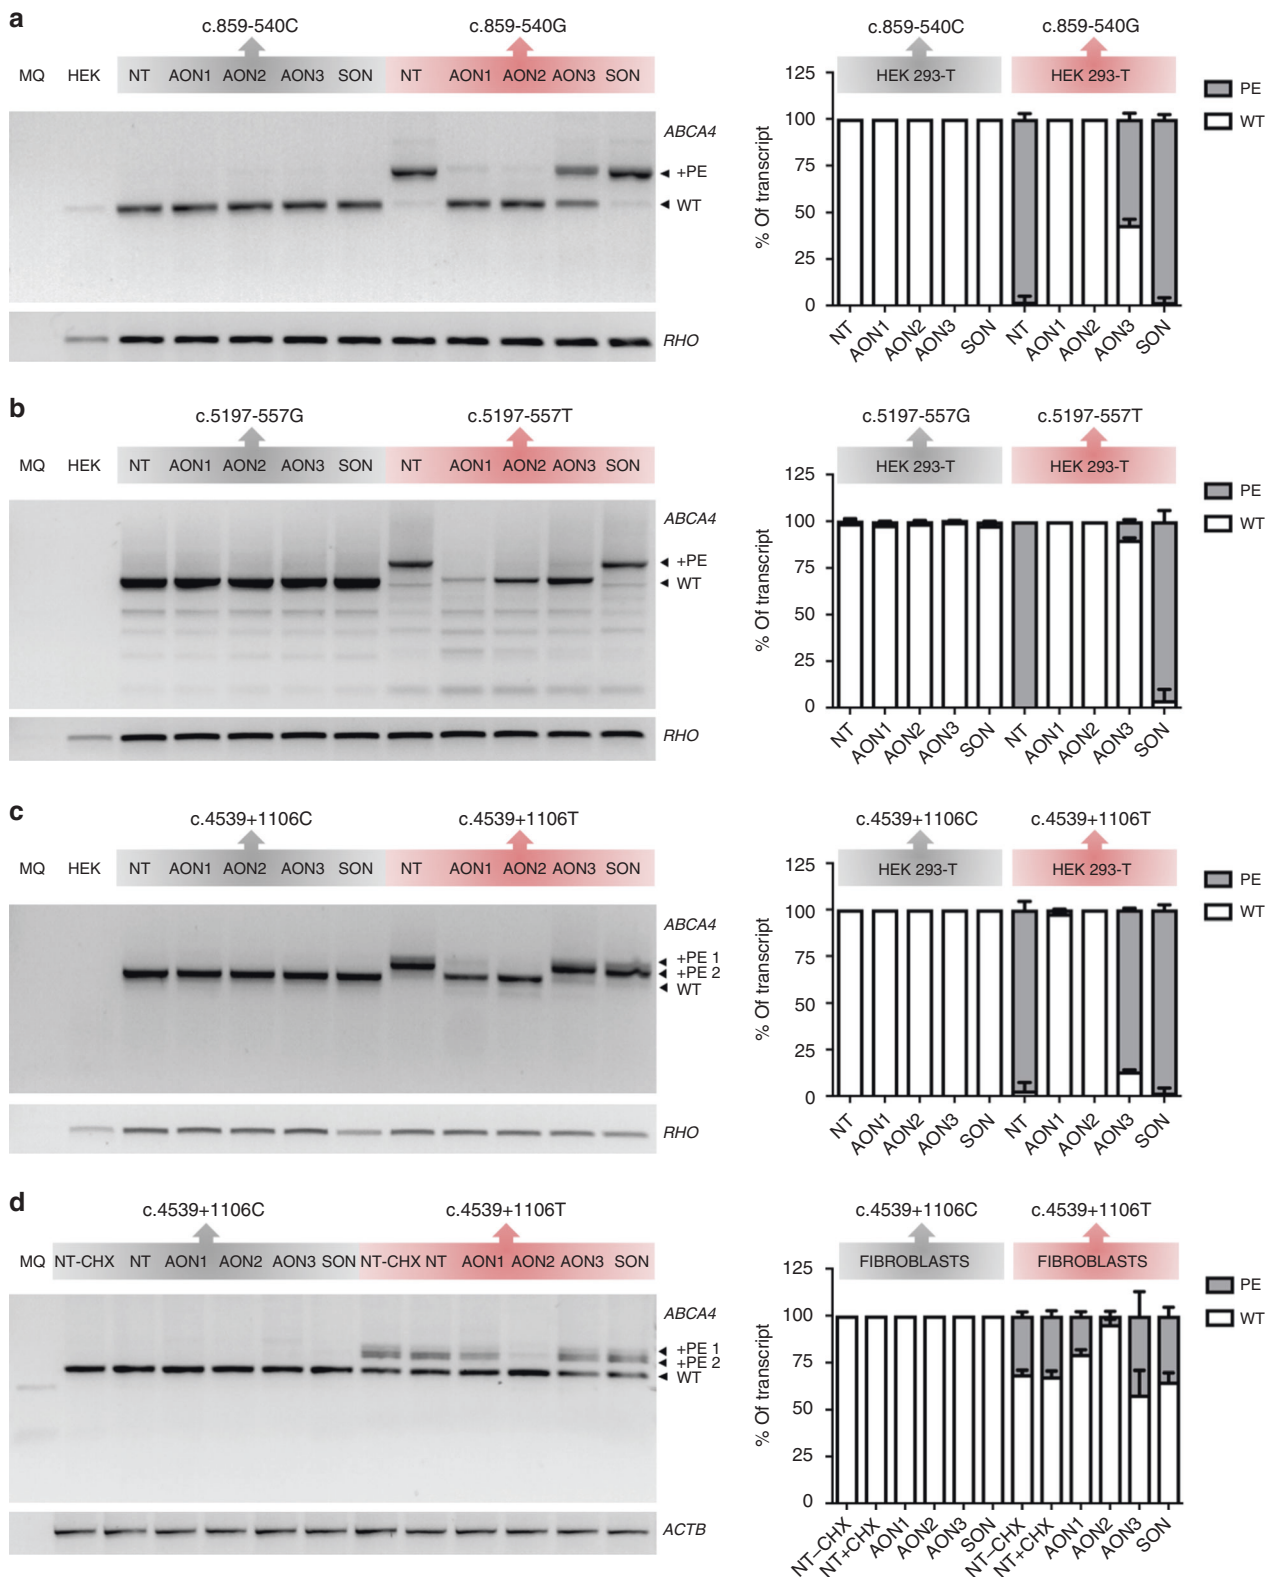 a
c.859-540C c.859-540G
MQ HEK NT AON1 AON2 AON3 SON NT AON1 AON2 AON3 SON
ABCA4
+PE
WT
RHO
c.859-540C c.859-540G
HEK 293-T HEK 293-T
PE
WT
% Of transcript
125
100
75
50
25
0
NT AON1 AON2 AON3 SON NT AON1 AON2 AON3 SON
b
c.5197-557G c.5197-557T
MQ HEK NT AON1 AON2 AON3 SON NT AON1 AON2 AON3 SON
ABCA4
+PE
WT
RHO
c.5197-557G c.5197-557T
HEK 293-T HEK 293-T
PE
WT
% Of transcript
125
100
75
50
25
0
NT AON1 AON2 AON3 SON NT AON1 AON2 AON3 SON
c
c.4539+1106C c.4539+1106T
MQ HEK NT AON1 AON2 AON3 SON NT AON1 AON2 AON3 SON
ABCA4
+PE 1
+PE 2
WT
RHO
c.4539+1106C c.4539+1106T
HEK 293-T HEK 293-T
PE
WT
% Of transcript
125
100
75
50
25
0
NT AON1 AON2 AON3 SON NT AON1 AON2 AON3 SON
d
c.4539+1106C c.4539+1106T
MQ NT-CHX NT AON1 AON2 AON3 SON NT-CHX NT AON1 AON2 AON3 SON
ABCA4
+PE 1
+PE 2
WT
ACTB
c.4539+1106C c.4539+1106T
FIBROBLASTS FIBROBLASTS
PE
WT
% Of transcript
125
100
75
50
25
0
NT–CHX NT+CHX AON1 AON2 AON3 SON NT–CHX NT+CHX AON1 AON2 AON3 SON